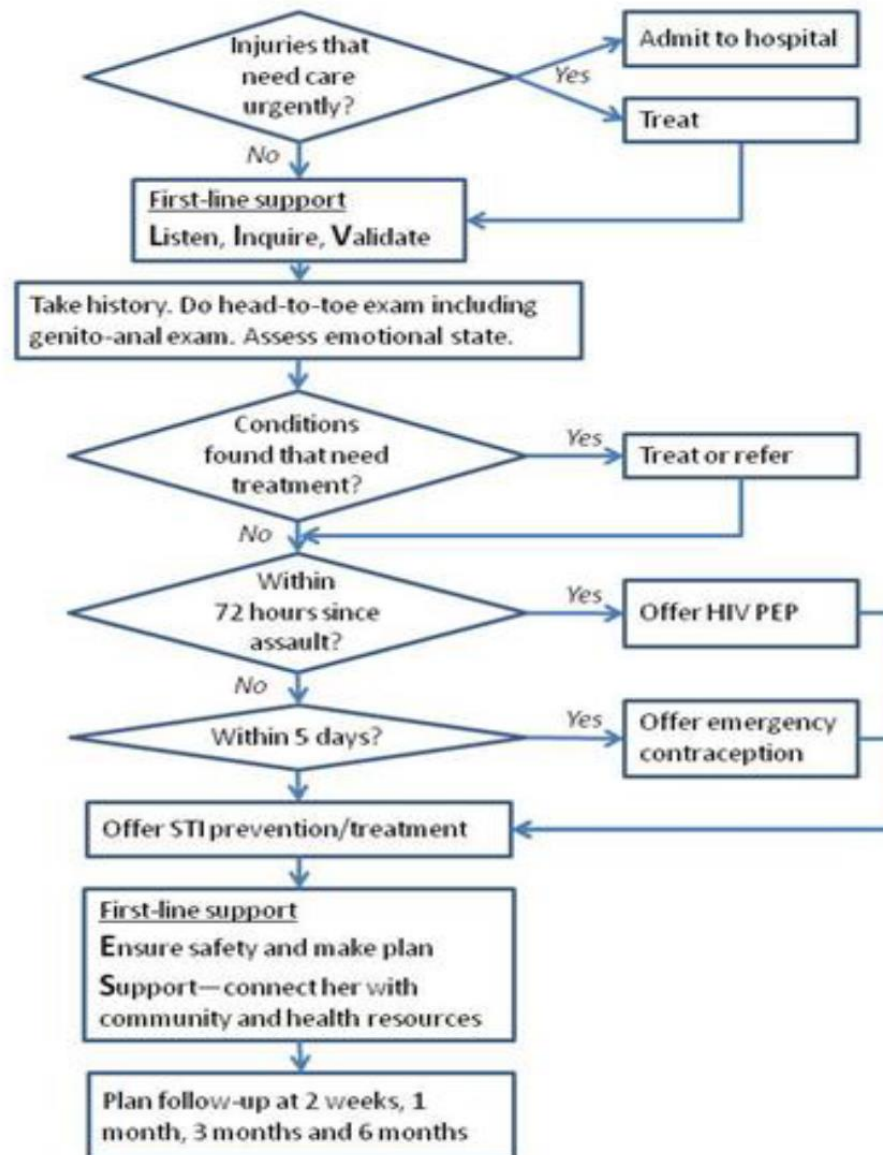 Injuries that
need care
urgently?
Yes
Admit to hospital
Treat
No
First-line support
Listen, Inquire, Validate
Take history. Do head-to-toe exam including
genito-anal exam. Assess emotional state.
Conditions
found that need
treatment?
Yes
Treat or refer
No
Within
72 hours since
assault?
Yes
Offer HIV PEP
No
Within 5 days?
Yes
Offer emergency
contraception
Offer STI prevention/treatment
First-line support
Ensure safety and make plan
Support—connect her with
community and health resources
Plan follow-up at 2 weeks, 1
month, 3 months and 6 months